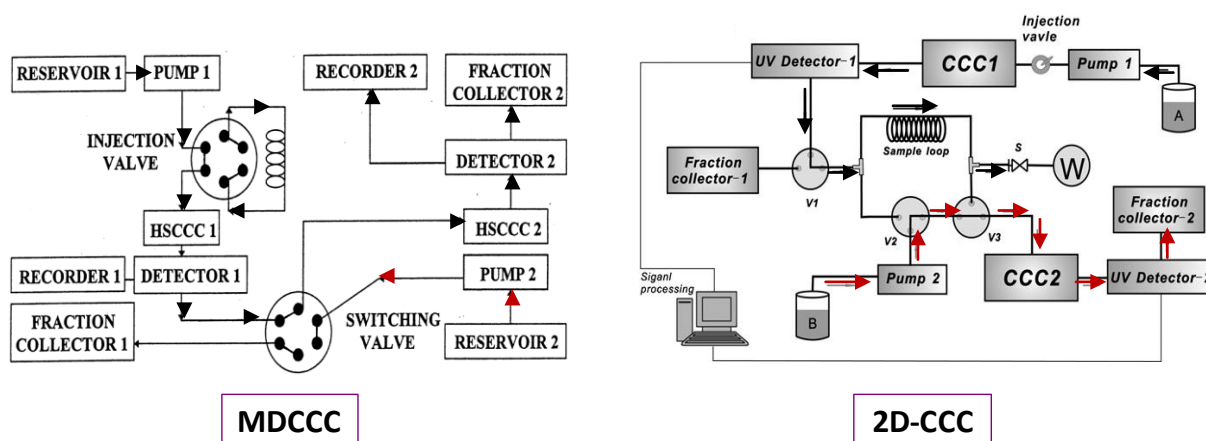 RESERVOIR 1
PUMP 1
INJECTION
VALVE
HSCCC 1
RECORDER 1
DETECTOR 1
FRACTION
COLLECTOR 1
RECORDER 2
FRACTION
COLLECTOR 2
DETECTOR 2
HSCCC 2
PUMP 2
SWITCHING
VALVE
RESERVOIR 2
MDCCC
Injection
vavle
UV Detector-1
CCC1
Pump 1
A
Sample loop
Fraction
collector-1
V1
S
W
V2
V3
Fraction
collector-2
Pump 2
CCC2
UV Detector-2
B
Siganl
processing
2D-CCC